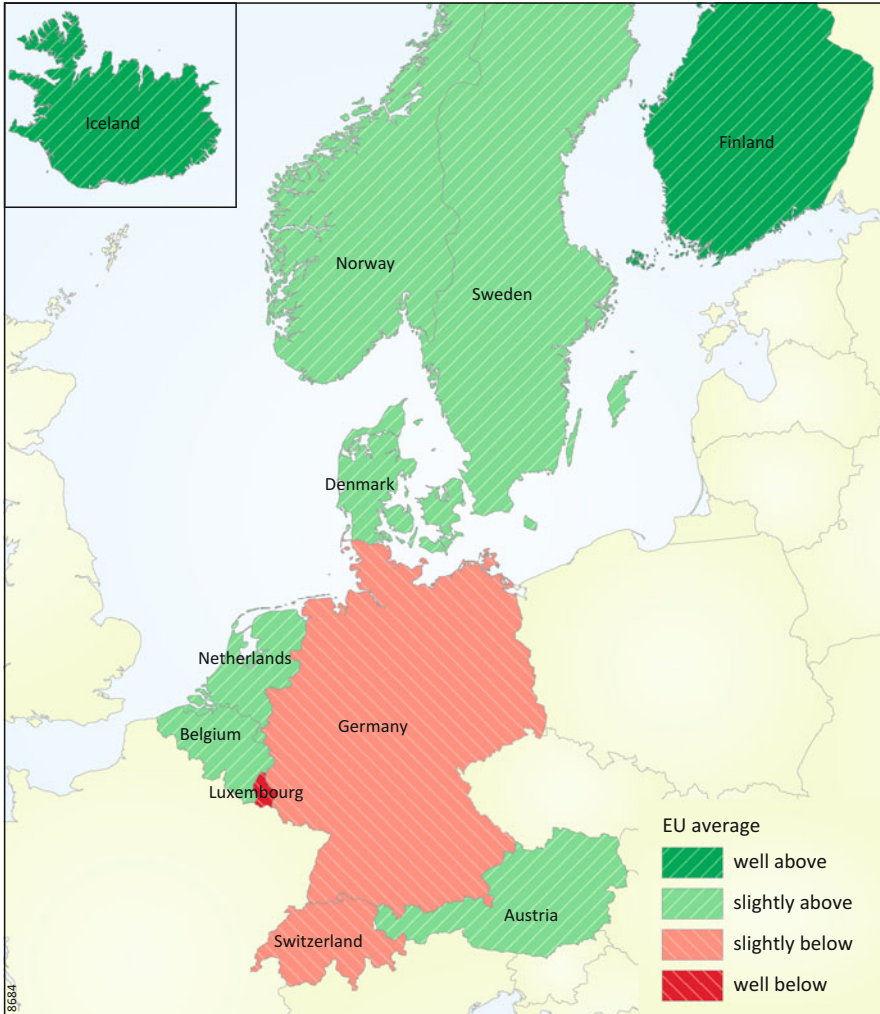 Iceland
Finland
Norway
Sweden
Denmark
Netherlands
Belgium
Germany
Luxembourg
Austria
Switzerland
EU average
well above
slightly above
slightly below
well below
8684